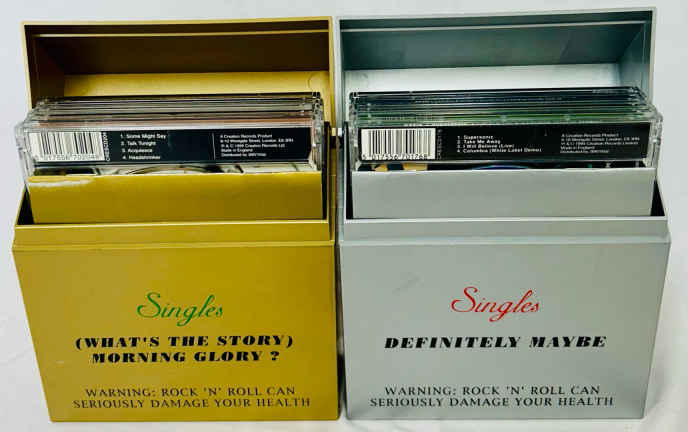 1. Some Might Say
2. Talk Tonight
3. Acquiesce
4. Headshrinker
A Creation Records Product
Made in England
1. Supersonic
2. Take Me Away
3. I Will Believe (Live)
4. Columbia (White Label Demo)
A Creation Records Product
Made in England
Singles
(WHAT'S THE STORY)
MORNING GLORY ?
WARNING: ROCK 'N' ROLL CAN
SERIOUSLY DAMAGE YOUR HEALTH
Singles
DEFINITELY MAYBE
WARNING: ROCK 'N' ROLL CAN
SERIOUSLY DAMAGE YOUR HEALTH